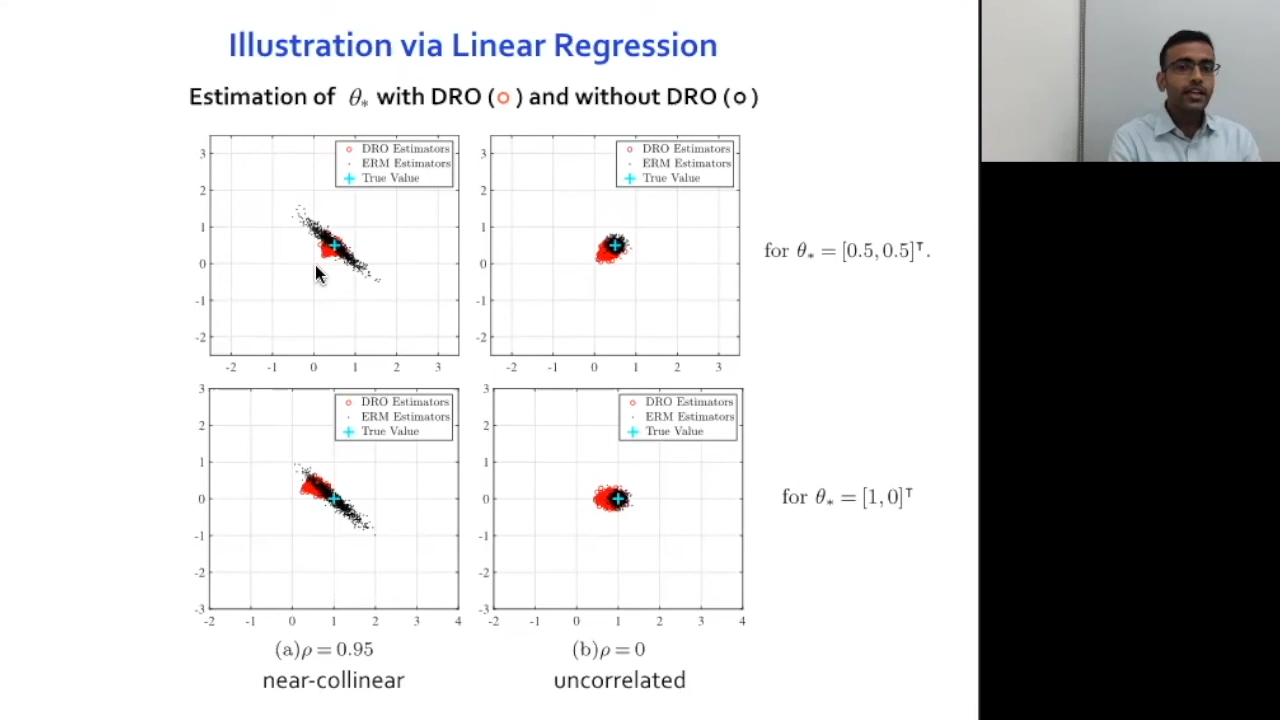 Illustration via Linear Regression
Estimation of θ* with DRO (o) and without DRO (o)
3
2
1
0
-1
-2
-2 -1 0 1 2 3
DRO Estimators
ERM Estimators
True Value
3
2
1
0
-1
-2
-2 -1 0 1 2 3
DRO Estimators
ERM Estimators
True Value
for θ* = [0.5, 0.5]ᵀ.
3
2
1
0
-1
-2
-3
-2 -1 0 1 2 3 4
DRO Estimators
ERM Estimators
True Value
3
2
1
0
-1
-2
-3
-2 -1 0 1 2 3 4
DRO Estimators
ERM Estimators
True Value
for θ* = [1, 0]ᵀ
(a)ρ = 0.95
(b)ρ = 0
near-collinear
uncorrelated